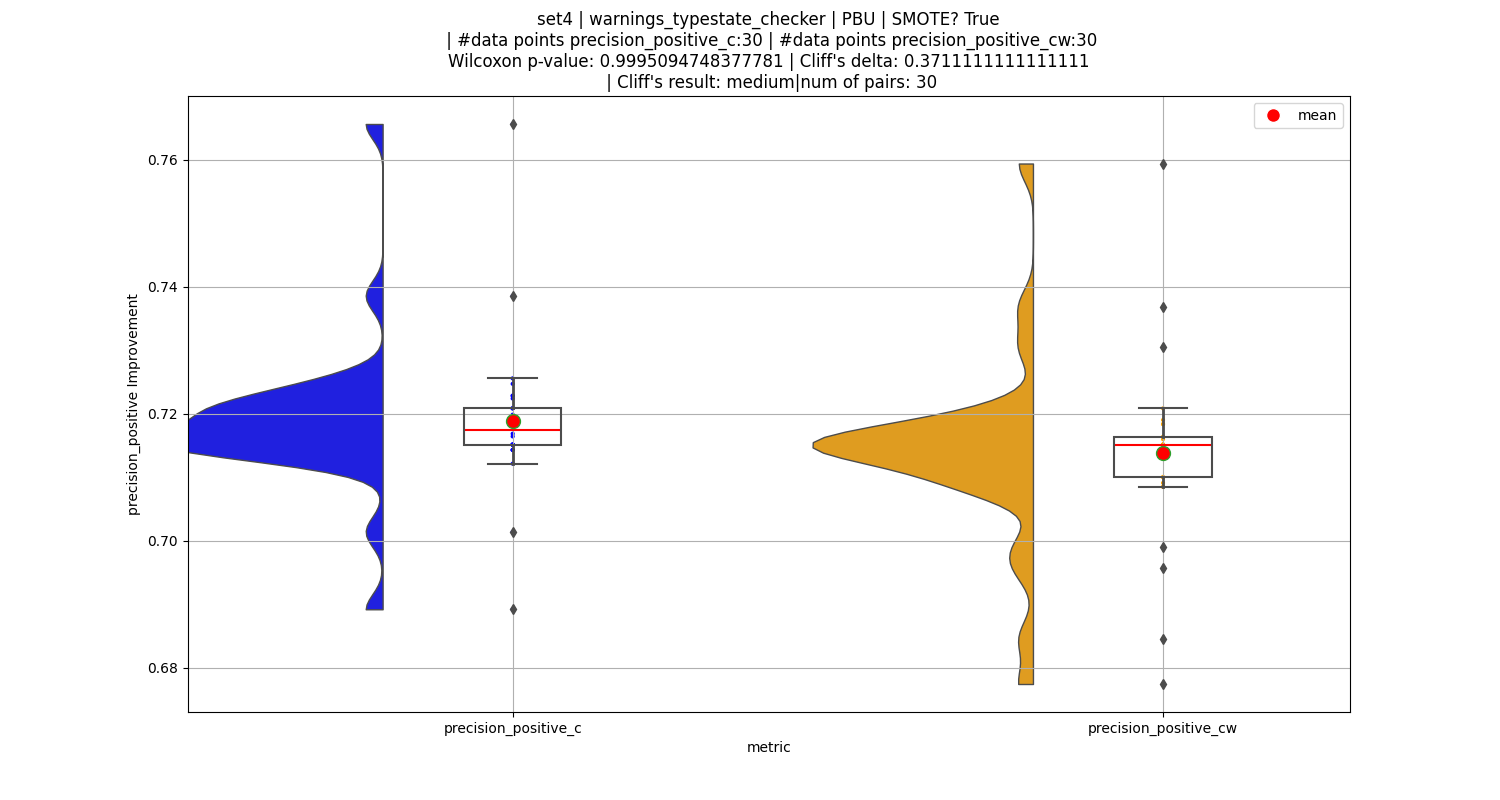 set4 | warnings_typestate_checker | PBU | SMOTE? True
| #data points precision_positive_c:30 | #data points precision_positive_cw:30
Wilcoxon p-value: 0.9995094748377781 | Cliff's delta: 0.3711111111111111
| Cliff's result: medium|num of pairs: 30
mean
0.76
0.74
0.72
0.70
0.68
precision_positive Improvement
precision_positive_c
precision_positive_cw
metric